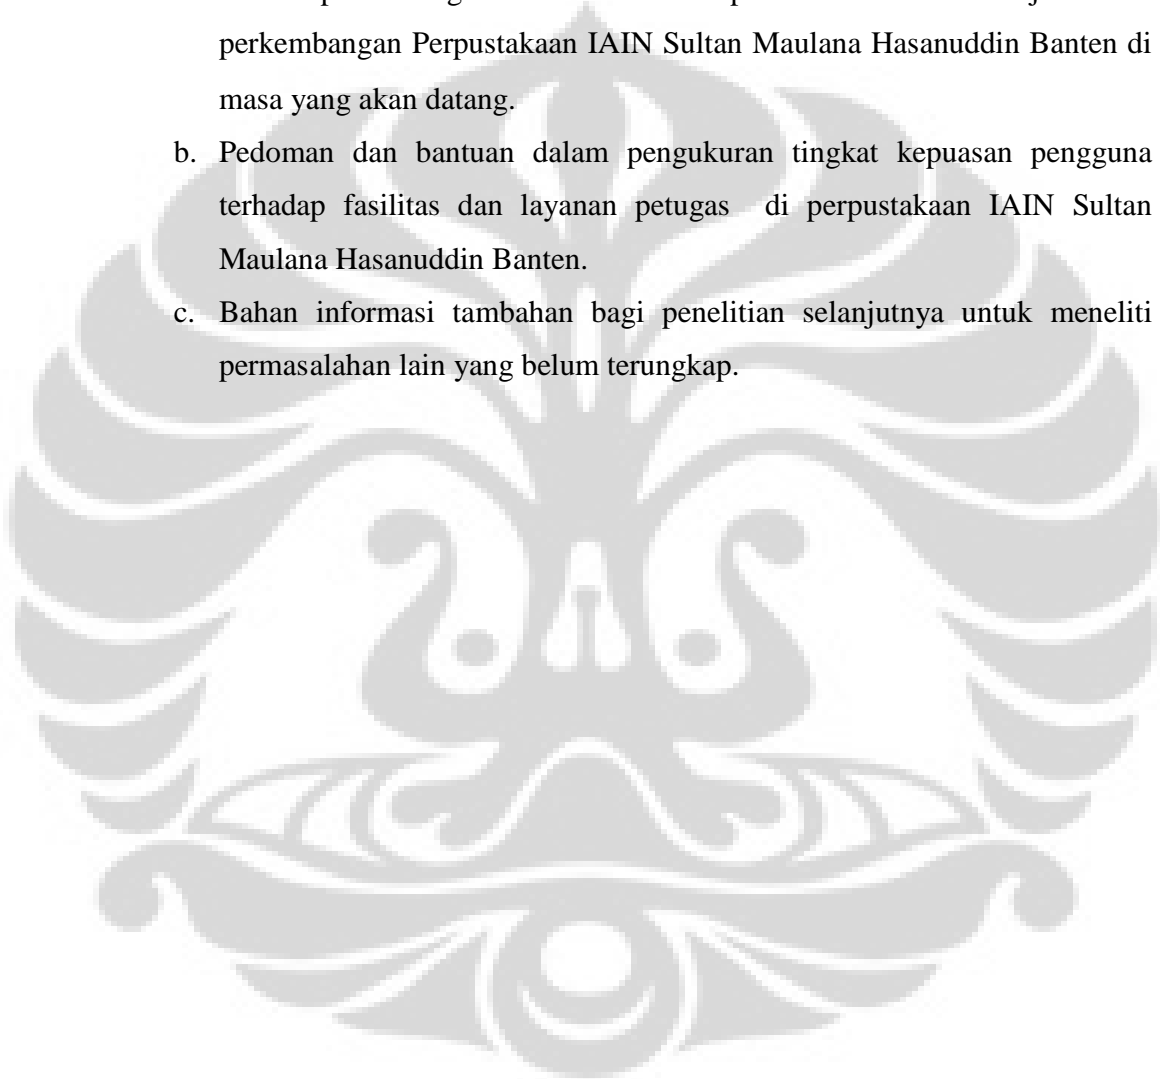 perkembangan Perpustakaan IAIN Sultan Maulana Hasanuddin Banten di
masa yang akan datang.
b. Pedoman dan bantuan dalam pengukuran tingkat kepuasan pengguna
terhadap fasilitas dan layanan petugas di perpustakaan IAIN Sultan
Maulana Hasanuddin Banten.
c. Bahan informasi tambahan bagi penelitian selanjutnya untuk meneliti
permasalahan lain yang belum terungkap.